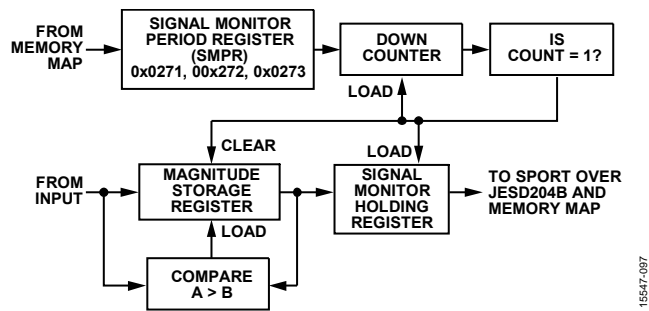 FROM
MEMORY
MAP
SIGNAL MONITOR
PERIOD REGISTER
(SMPR)
0x0271, 00x272, 0x0273
DOWN
COUNTER
IS
COUNT = 1?
LOAD
CLEAR
LOAD
FROM
INPUT
MAGNITUDE
STORAGE
REGISTER
SIGNAL
MONITOR
HOLDING
REGISTER
TO SPORT OVER
JESD204B AND
MEMORY MAP
LOAD
COMPARE
A > B
15547-097